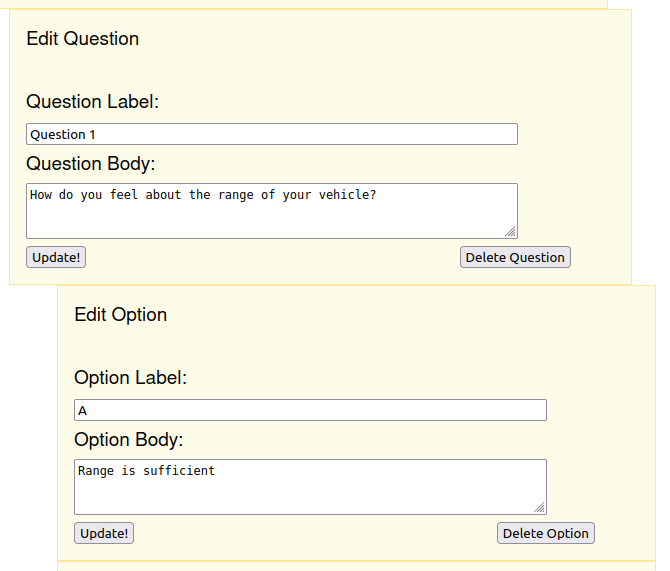 Edit Question
Question Label:
Question 1
Question Body:
How do you feel about the range of your vehicle?
Update!
Delete Question
Edit Option
Option Label:
A
Option Body:
Range is sufficient
Update!
Delete Option